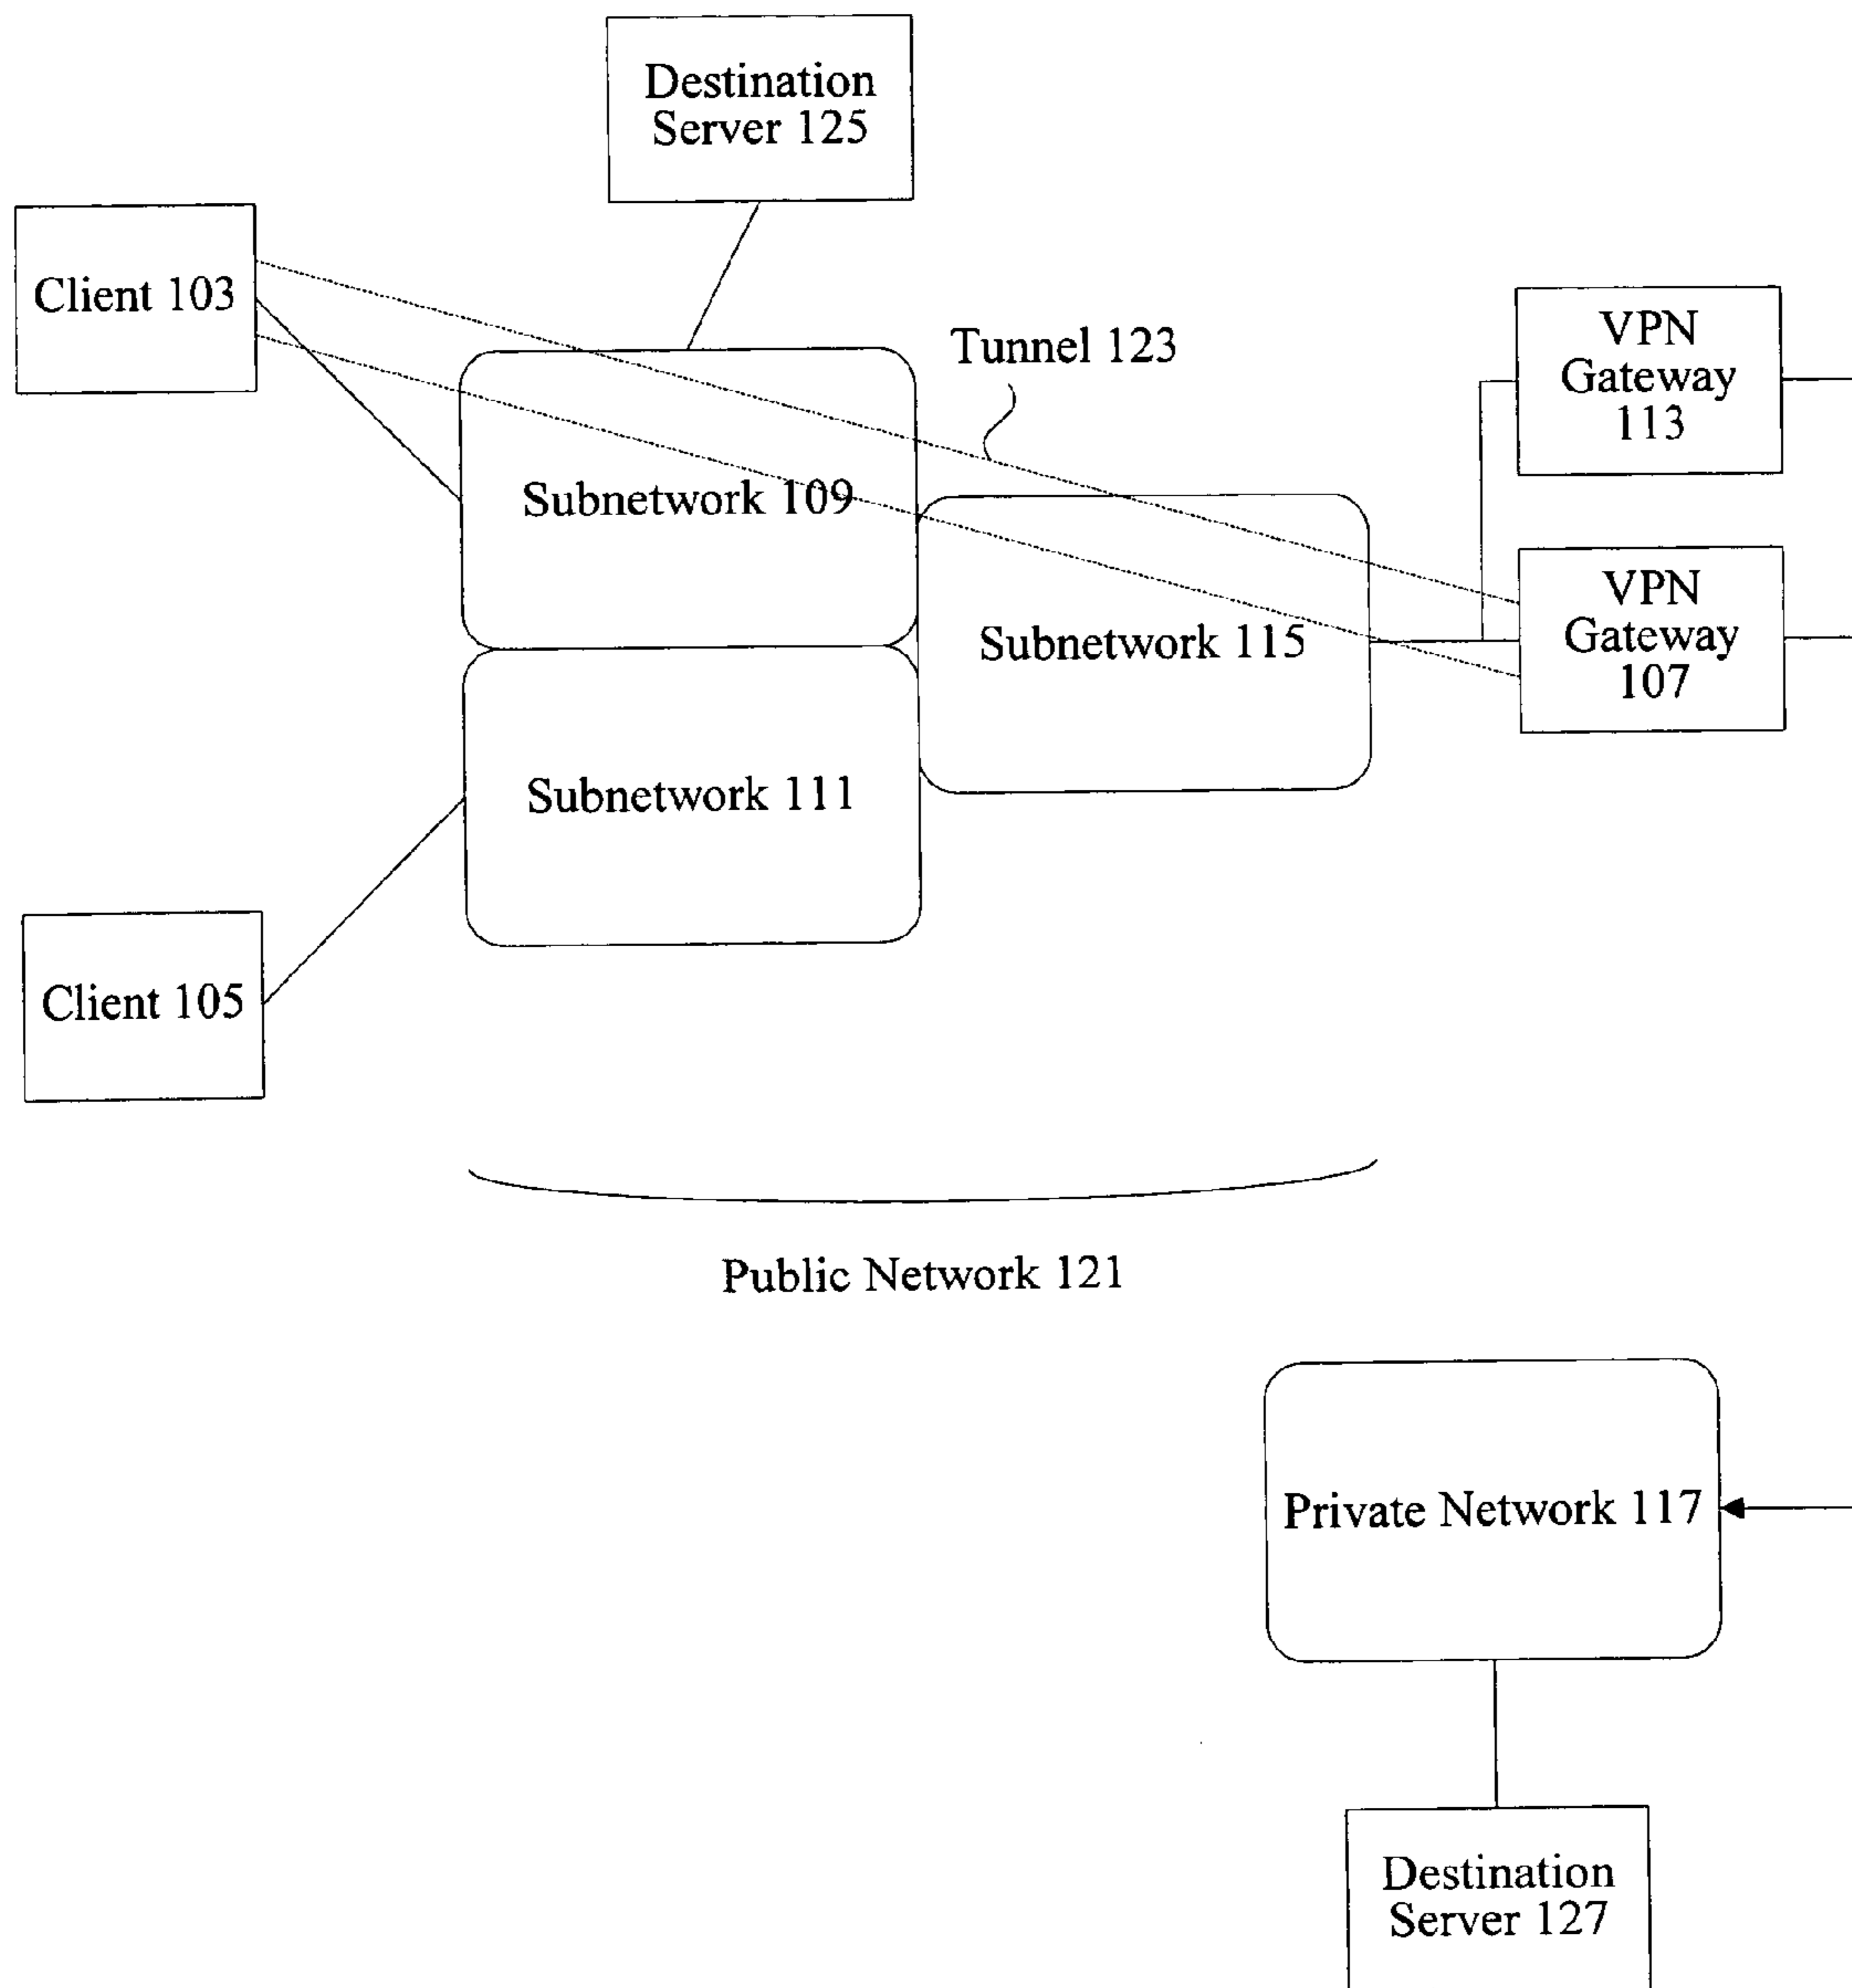 Destination
Server 125
Client 103
Tunnel 123
VPN
Gateway
113
Subnetwork 109
VPN
Gateway
107
Subnetwork 115
Subnetwork 111
Client 105
Public Network 121
Private Network 117
Destination
Server 127